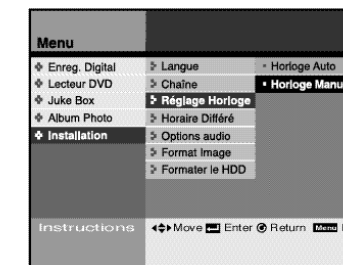 Menu
Enreg. Digital
Lecteur DVD
Juke Box
Album Photo
Installation
Langue
Chaîne
Réglage Horloge
Horaire Différé
Options audio
Format Image
Formater le HDD
Horloge Auto
Horloge Manu
Instructions Move Enter Return Menu